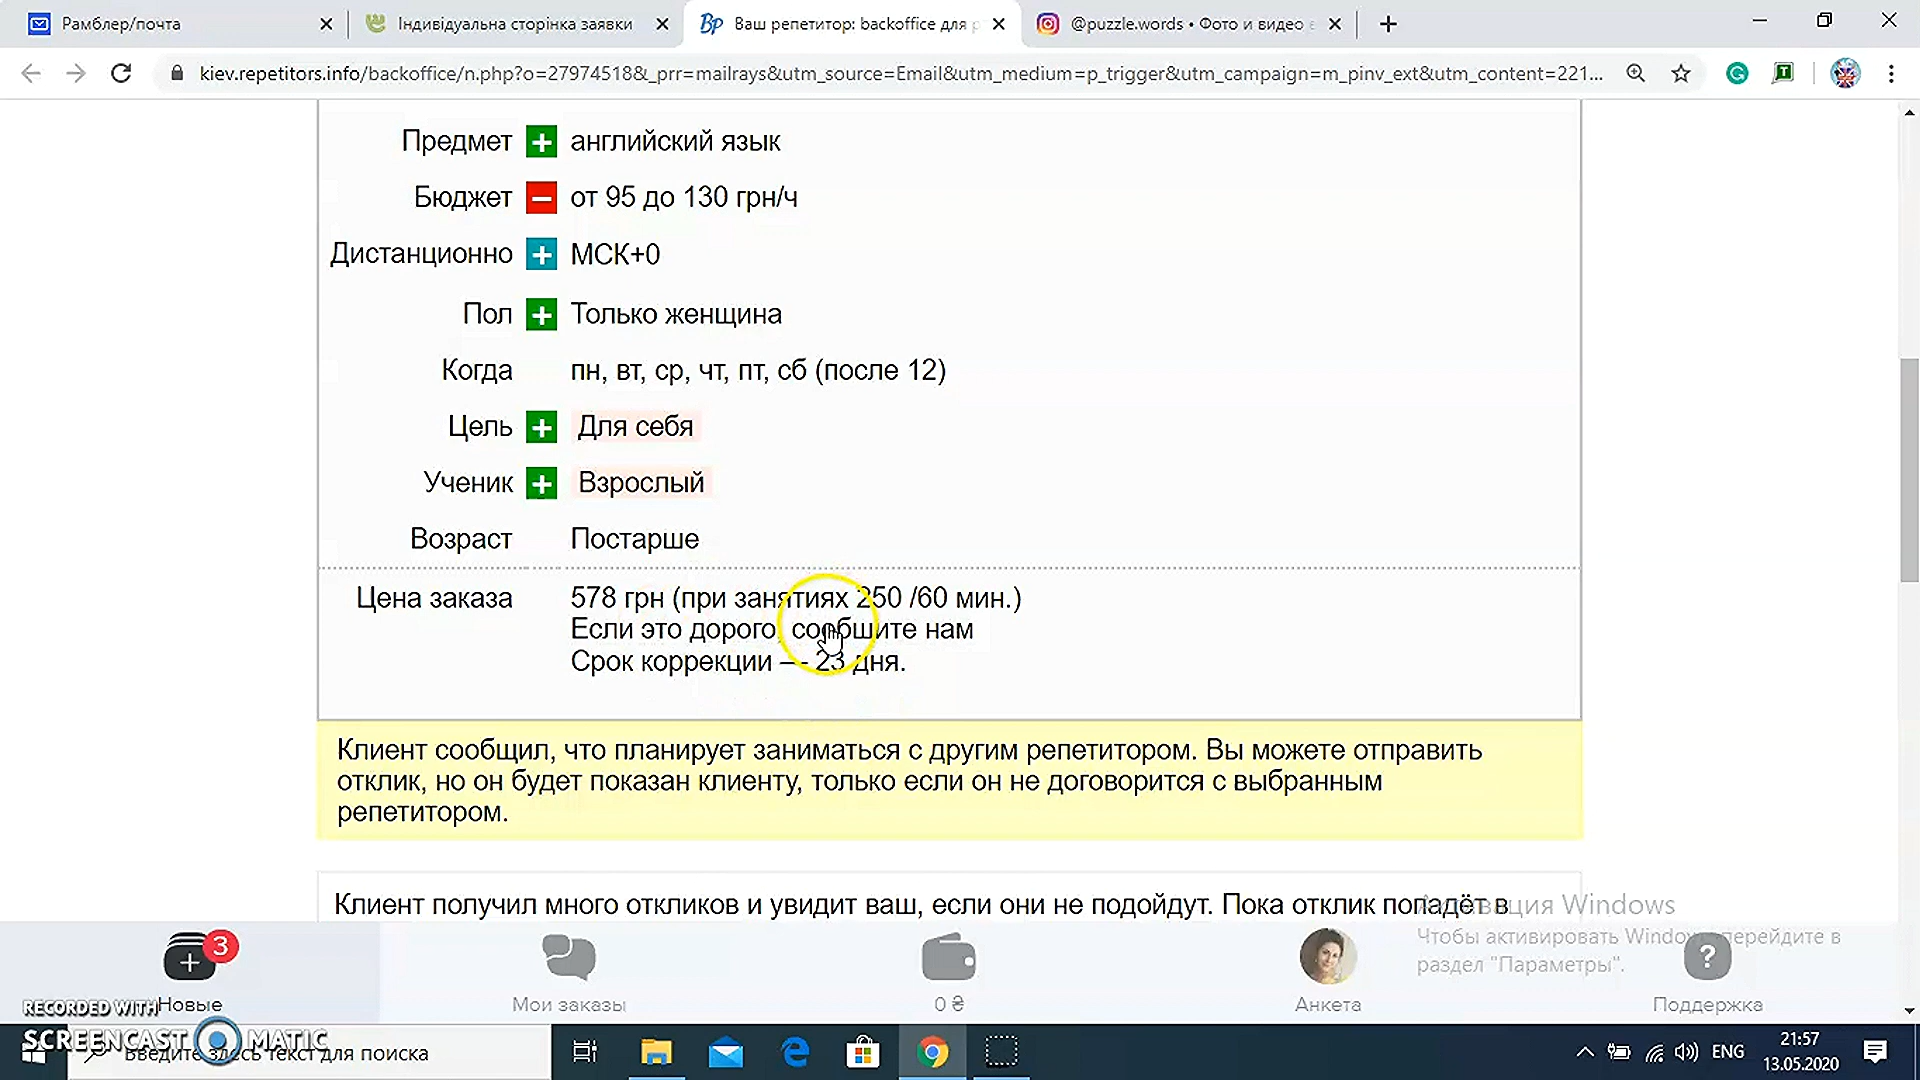 Рамблер/почта
Індивідуальна сторінка заявки
Ваш репетитор: backoffice для р
@puzzle.words • Фото и видео
kiev.repetitors.info/backoffice/n.php?o=27974518&_prr=mailrays&utm_source=Email&utm_medium=p_trigger&utm_campaign=m_pinv_ext&utm_content=221...
Предмет + английский язык
Бюджет − от 95 до 130 грн/ч
Дистанционно + МСК+0
Пол + Только женщина
Когда пн, вт, ср, чт, пт, сб (после 12)
Цель + Для себя
Ученик + Взрослый
Возраст Постарше
Цена заказа 578 грн (при занятиях 250 /60 мин.)
Если это дорого, сообщите нам
Срок коррекции — 23 дня.
Клиент сообщил, что планирует заниматься с другим репетитором. Вы можете отправить
отклик, но он будет показан клиенту, только если он не договорится с выбранным
репетитором.
Клиент получил много откликов и увидит ваш, если они не подойдут. Пока отклик попадёт в
Активация Windows
Чтобы активировать Windows, перейдите в
раздел "Параметры".
3
Новые
Мои заказы
0 ₴
Анкета
Поддержка
RECORDED WITH
SCREENCAST MATIC
Введите здесь текст для поиска
ENG
21:57
13.05.2020